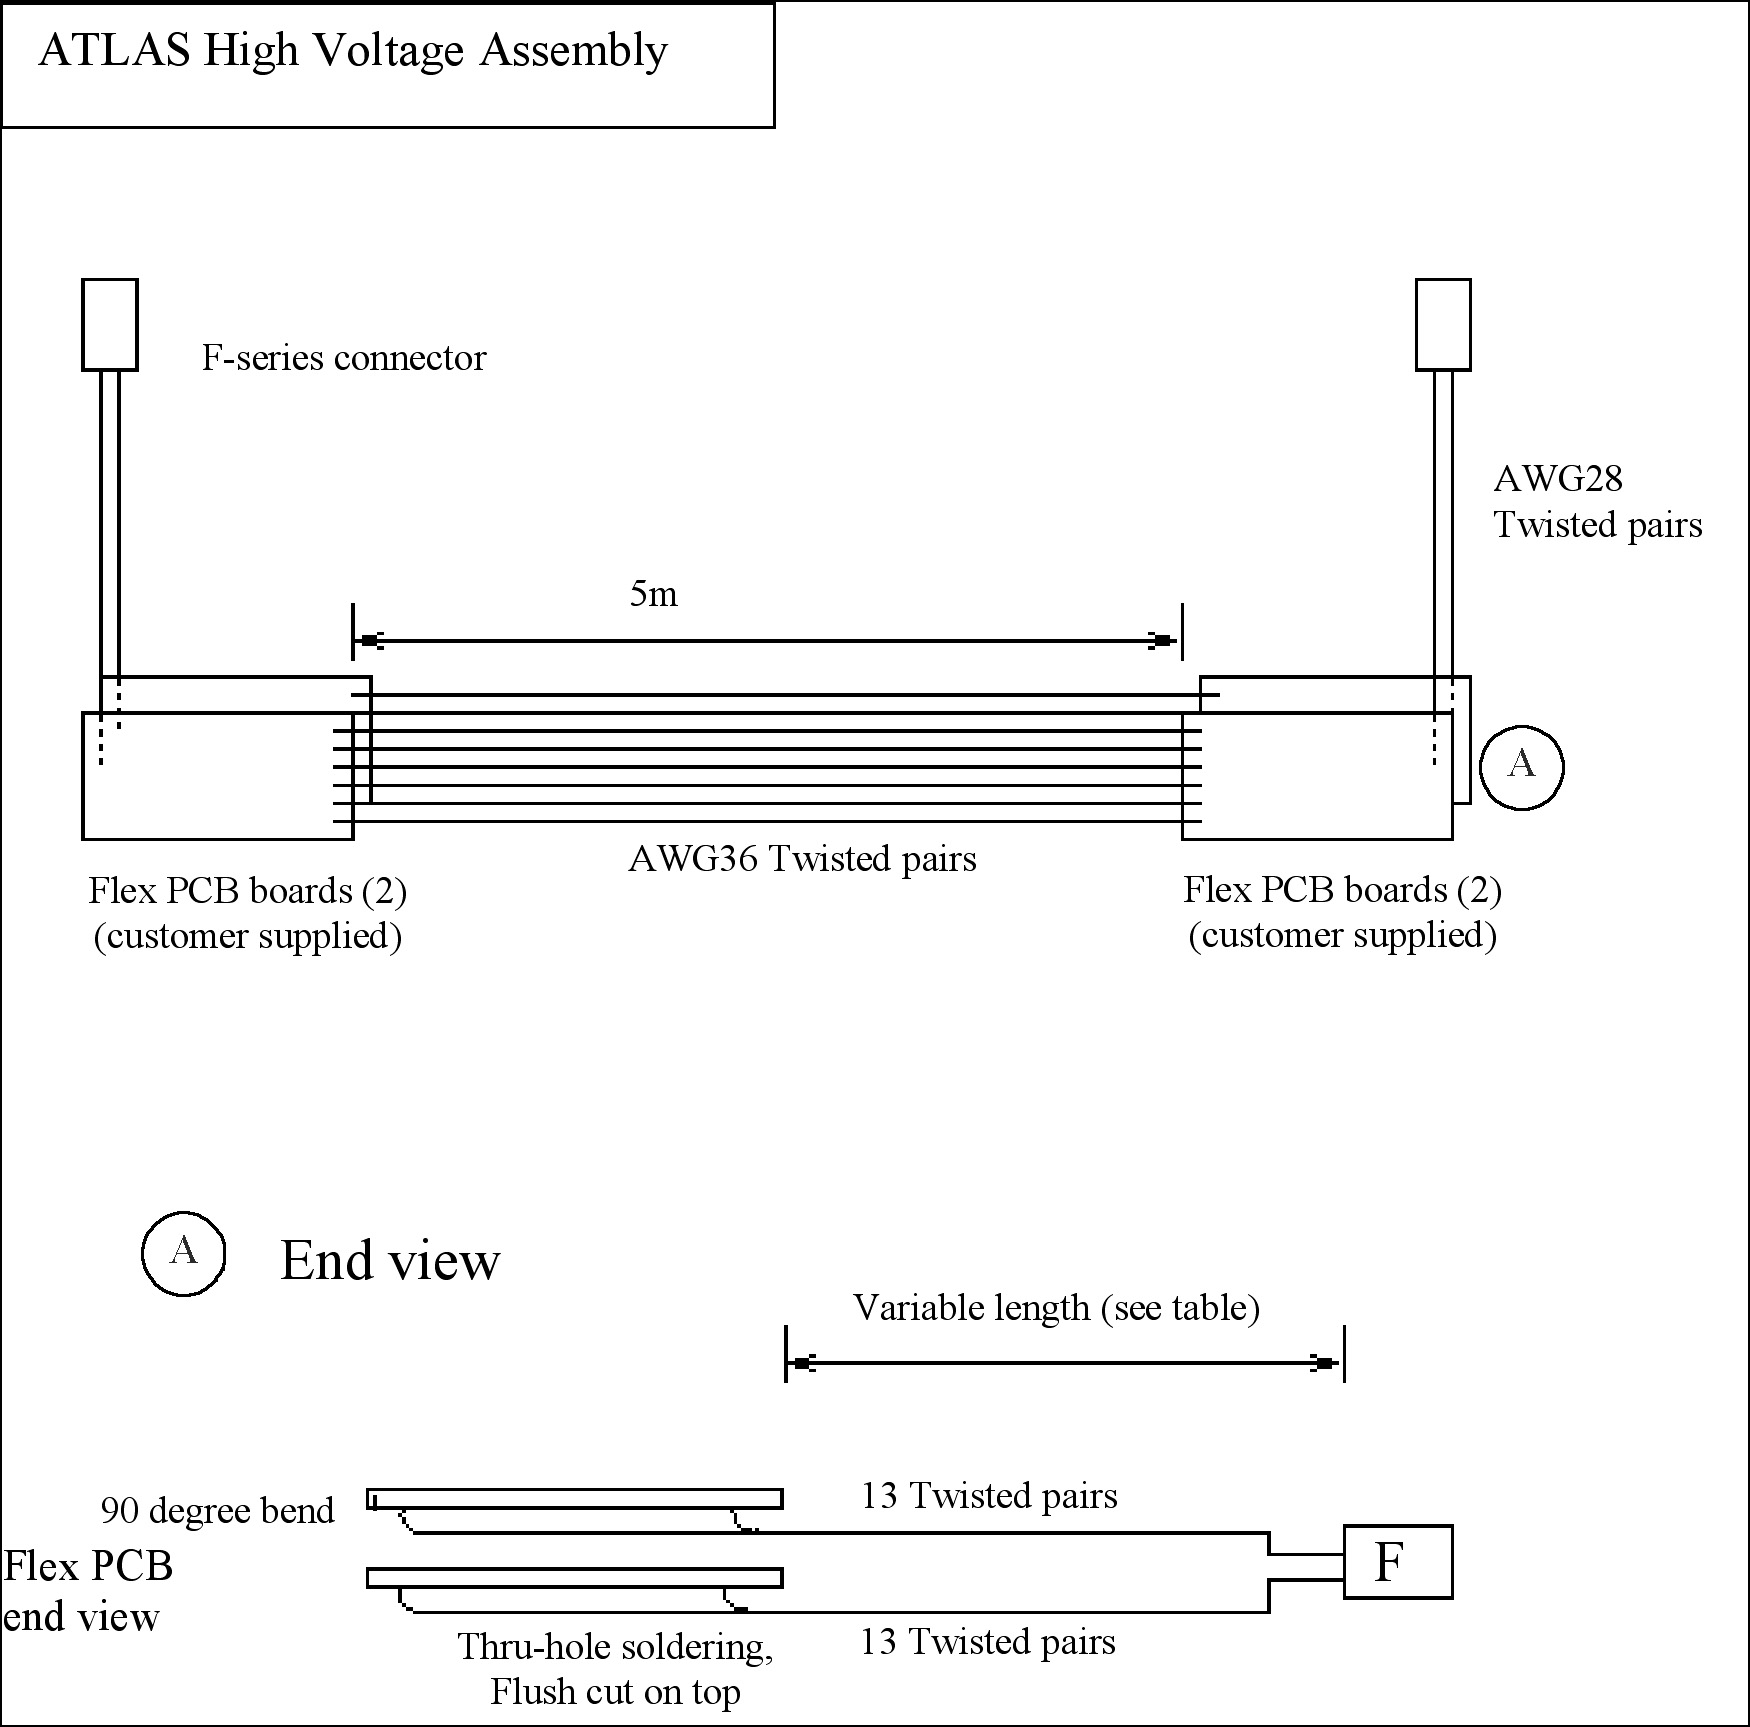 ATLAS High Voltage Assembly
F-series connector
AWG28
Twisted pairs
5m
A
AWG36 Twisted pairs
Flex PCB boards (2)
(customer supplied)
Flex PCB boards (2)
(customer supplied)
A
End view
Variable length (see table)
90 degree bend
13 Twisted pairs
Flex PCB
end view
F
Thru-hole soldering,
Flush cut on top
13 Twisted pairs